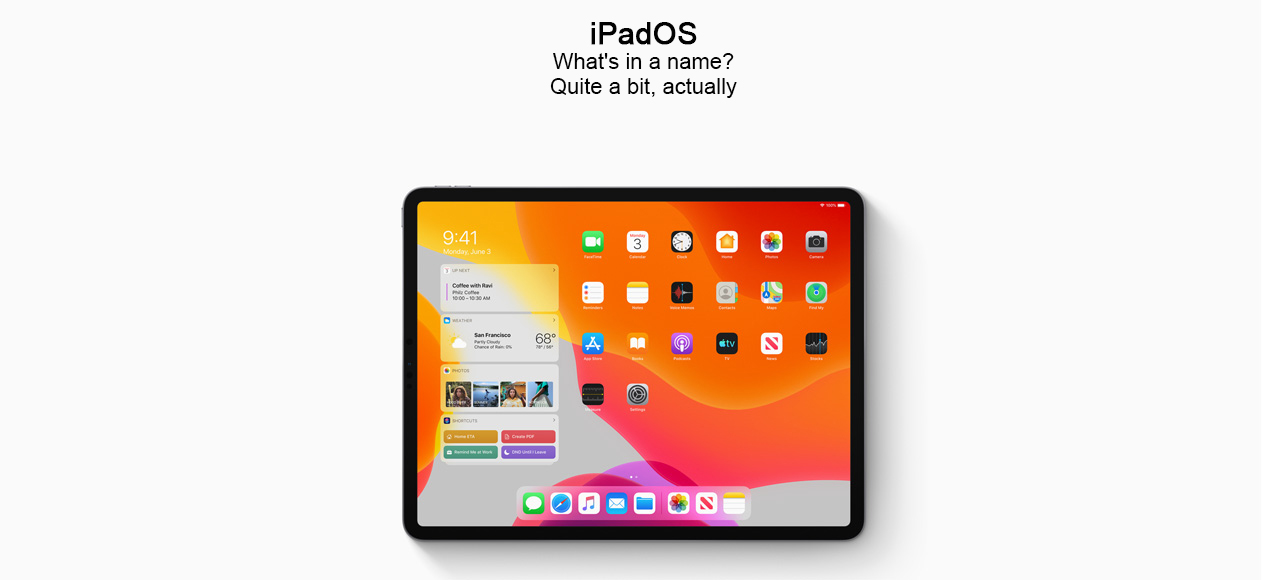 iPadOS
What's in a name?
Quite a bit, actually
100%
9:41
Monday, June 3
UP NEXT
Coffee with Ravi
Philz Coffee
10:00 – 10:30 AM
WEATHER
San Francisco
Partly Cloudy
Chance of Rain: 0%
68°
PHOTOS
SHORTCUTS
Home ETA
Create PDF
Remind Me at Work
DND Until I Leave
Monday
3
FaceTime
Calendar
Clock
Home
Photos
Camera
Reminders
Notes
Voice Memos
Contacts
Maps
Find My
App Store
Books
Podcasts
tv
TV
News
Stocks
Measure
Settings